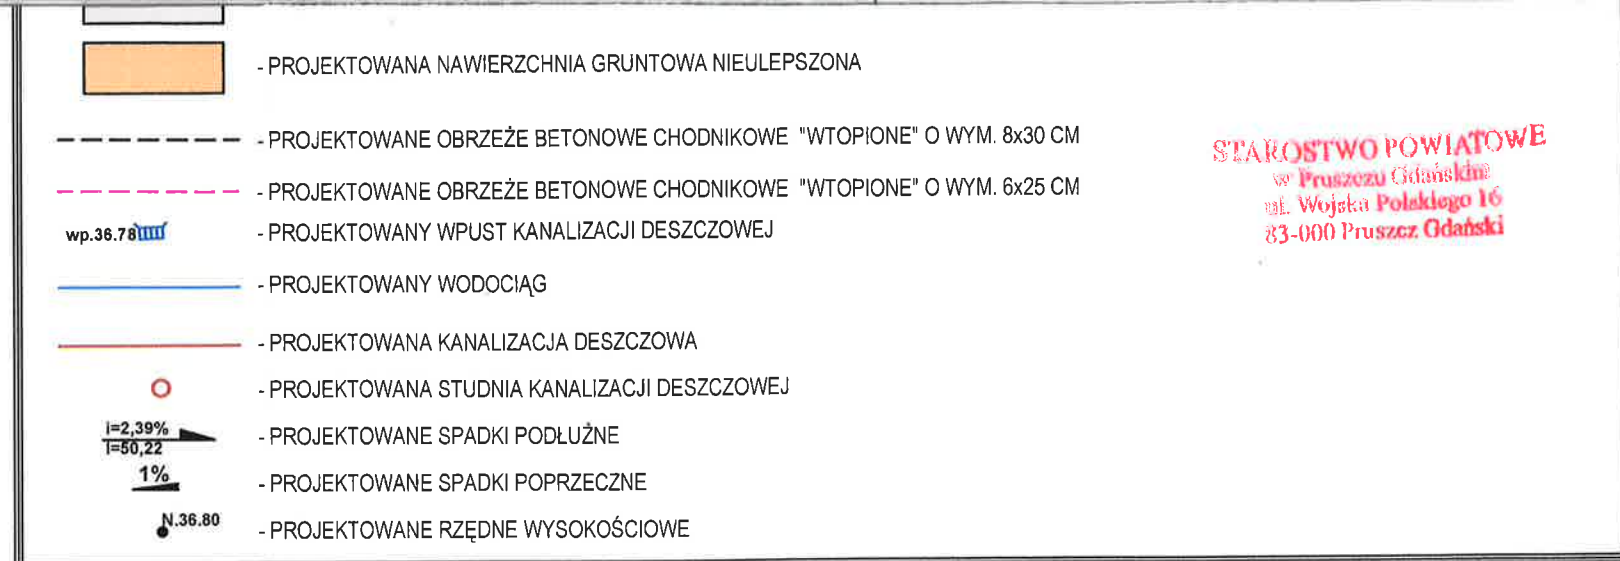 - PROJEKTOWANA NAWIERZCHNIA GRUNTOWA NIEULEPSZONA
- PROJEKTOWANE OBRZEŻE BETONOWE CHODNIKOWE "WTOPIONE" O WYM. 8x30 CM
- PROJEKTOWANE OBRZEŻE BETONOWE CHODNIKOWE "WTOPIONE" O WYM. 6x25 CM
wp.36.78 - PROJEKTOWANY WPUST KANALIZACJI DESZCZOWEJ
- PROJEKTOWANY WODOCIĄG
- PROJEKTOWANA KANALIZACJA DESZCZOWA
- PROJEKTOWANA STUDNIA KANALIZACJI DESZCZOWEJ
i=2,39%
l=50,22
- PROJEKTOWANE SPADKI PODŁUŻNE
1% - PROJEKTOWANE SPADKI POPRZECZNE
N.36.80 - PROJEKTOWANE RZĘDNE WYSOKOŚCIOWE
STAROSTWO POWIATOWE
w Pruszczu Gdańskim
ul. Wojska Polskiego 16
83-000 Pruszcz Gdański